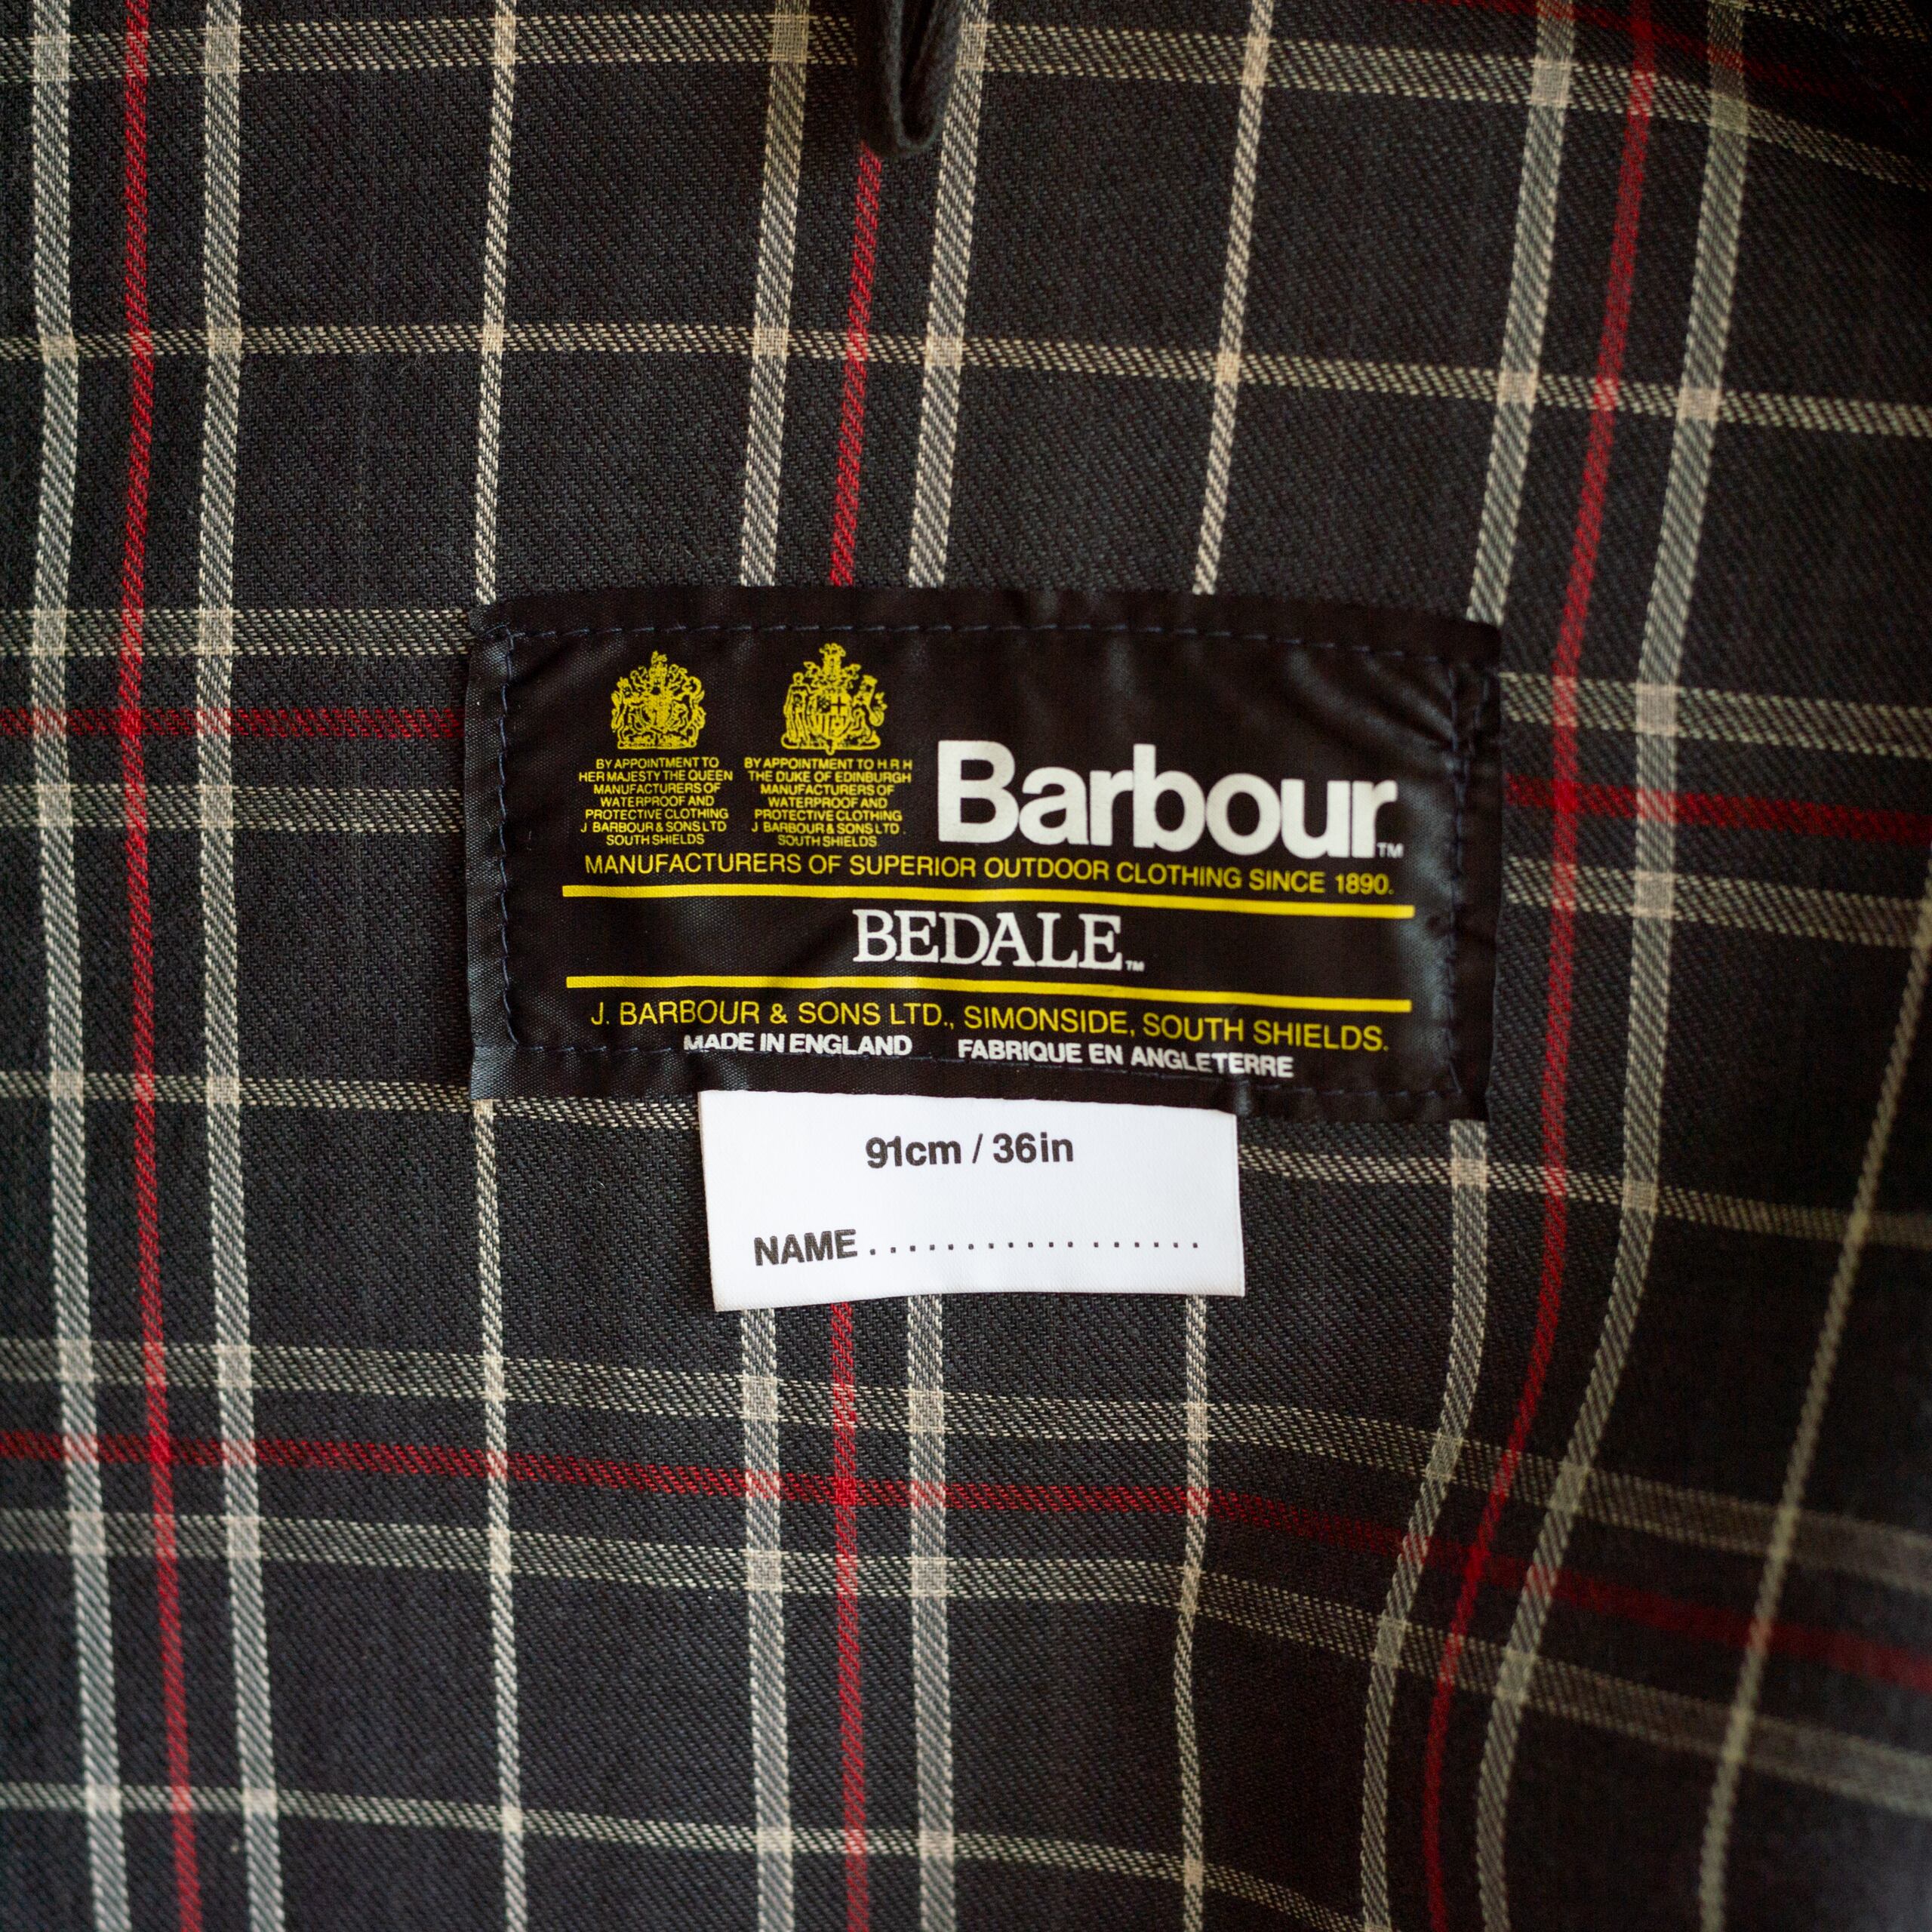 BY APPOINTMENT TO
HER MAJESTY THE QUEEN
MANUFACTURERS OF
WATERPROOF AND
PROTECTIVE CLOTHING
J BARBOUR & SONS LTD
SOUTH SHIELDS
BY APPOINTMENT TO H.R.H
THE DUKE OF EDINBURGH
MANUFACTURERS OF
WATERPROOF AND
PROTECTIVE CLOTHING
J BARBOUR & SONS LTD.
SOUTH SHIELDS
Barbour™
MANUFACTURERS OF SUPERIOR OUTDOOR CLOTHING SINCE 1890.
BEDALE™
J. BARBOUR & SONS LTD., SIMONSIDE, SOUTH SHIELDS.
MADE IN ENGLAND FABRIQUE EN ANGLETERRE
91cm / 36in
NAME..................